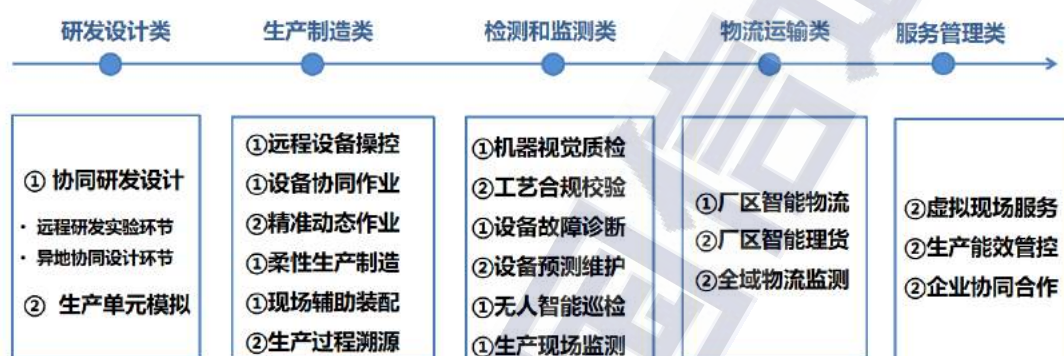 研发设计类
生产制造类
检测和监测类
物流运输类
服务管理类
① 协同研发设计
· 远程研发实验环节
· 异地协同设计环节
② 生产单元模拟
①远程设备操控
①设备协同作业
②精准动态作业
①柔性生产制造
①现场辅助装配
②生产过程溯源
①机器视觉质检
②工艺合规校验
①设备故障诊断
②设备预测维护
①无人智能巡检
①生产现场监测
①厂区智能物流
②厂区智能理货
②全域物流监测
②虚拟现场服务
②生产能效管控
②企业协同合作